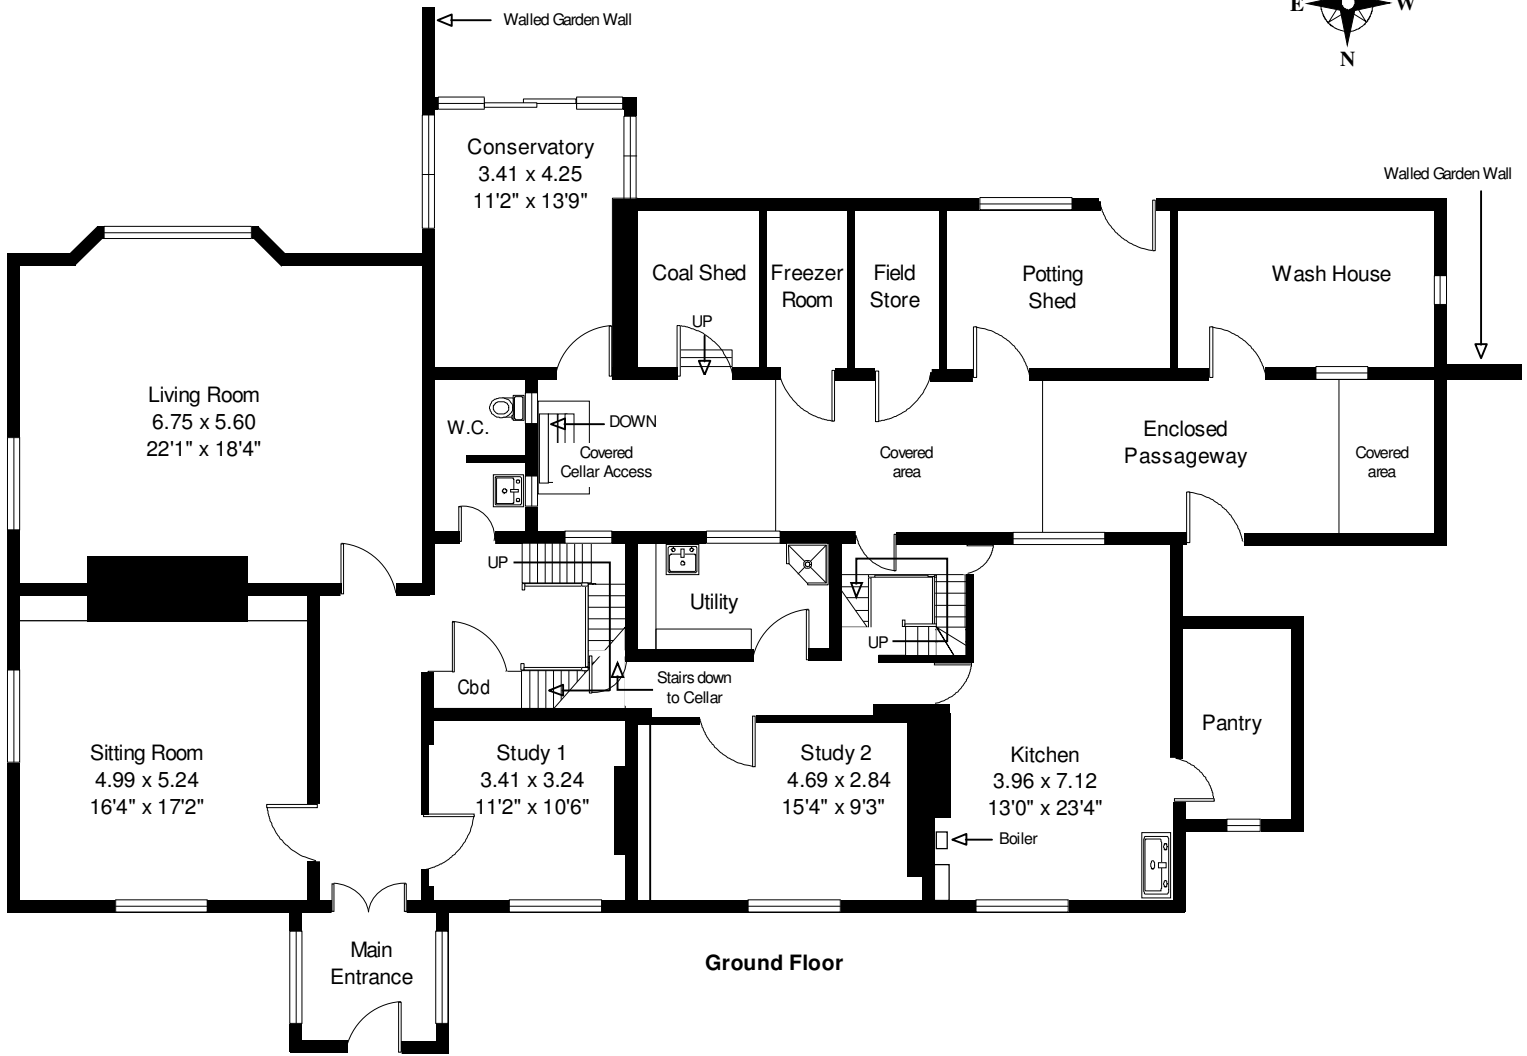 Walled Garden Wall
E
W
N
Conservatory
3.41 x 4.25
11'2" x 13'9"
Walled Garden Wall
Coal Shed
Freezer
Room
Field
Store
Potting
Shed
Wash House
UP
Living Room
6.75 x 5.60
22'1" x 18'4"
W.C.
DOWN
Covered
Cellar Access
Covered
area
Enclosed
Passageway
Covered
area
UP
Utility
UP
Cbd
Stairs down
to Cellar
Pantry
Sitting Room
4.99 x 5.24
16'4" x 17'2"
Study 1
3.41 x 3.24
11'2" x 10'6"
Study 2
4.69 x 2.84
15'4" x 9'3"
Kitchen
3.96 x 7.12
13'0" x 23'4"
Boiler
Main
Entrance
Ground Floor